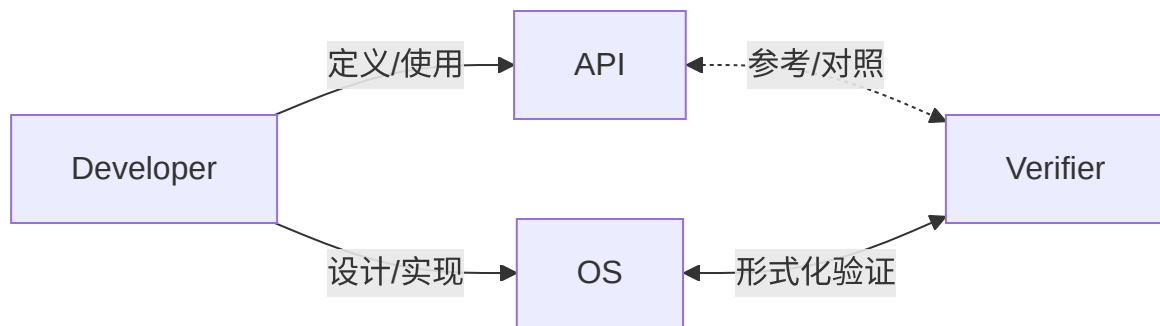 定义/使用
API
参考/对照
Developer
Verifier
设计/实现
OS
形式化验证